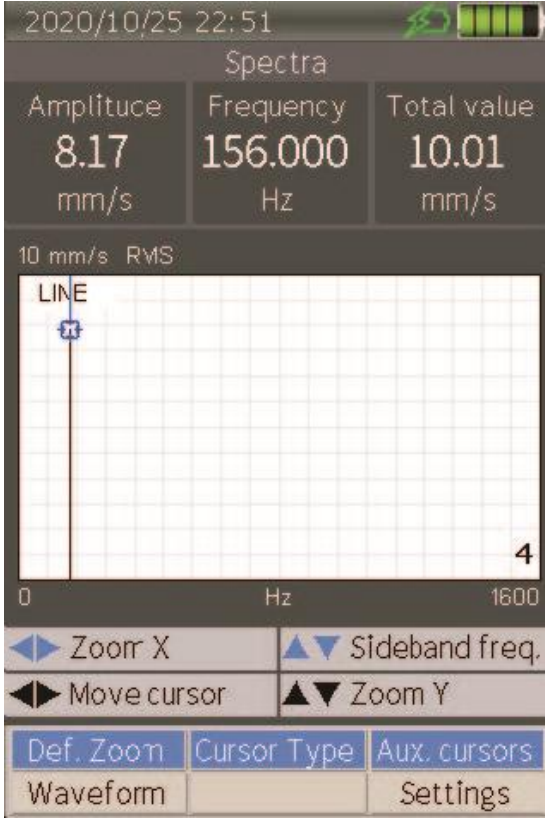 2020/10/25 22:51
Spectra
Amplituce Frequency Total value
8.17 156.000 10.01
mm/s Hz mm/s
10 mm/s RMS
LINE
4
0 Hz 1600
Zoom X Sideband freq.
Move cursor Zoom Y
Def. Zoom Cursor Type Aux. cursors
Waveform Settings